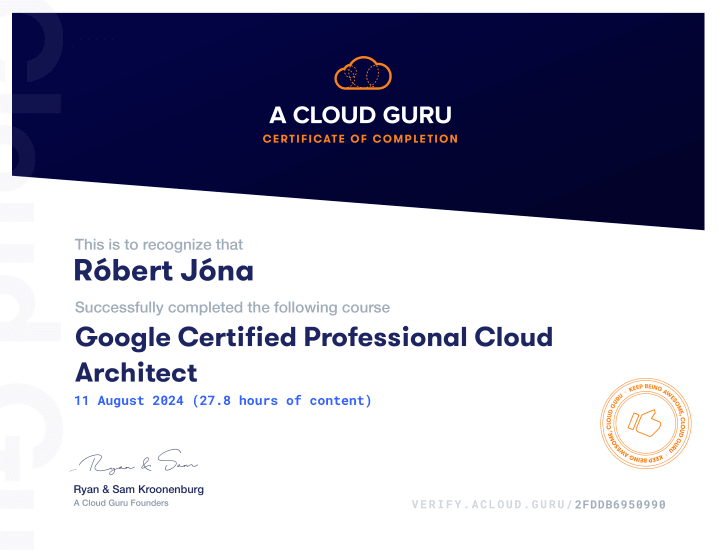 A CLOUD GURU
CERTIFICATE OF COMPLETION
This is to recognize that
Róbert Jóna
Successfully completed the following course
Google Certified Professional Cloud
Architect
11 August 2024 (27.8 hours of content)
KEEP BEING AWESOME, CLOUD GURU · KEEP BEING AWESOME, CLOUD GURU ·
Ryan & Sam
Ryan & Sam Kroonenburg
A Cloud Guru Founders
VERIFY.ACLOUD.GURU/2FDDB6950990
Cloud Gu